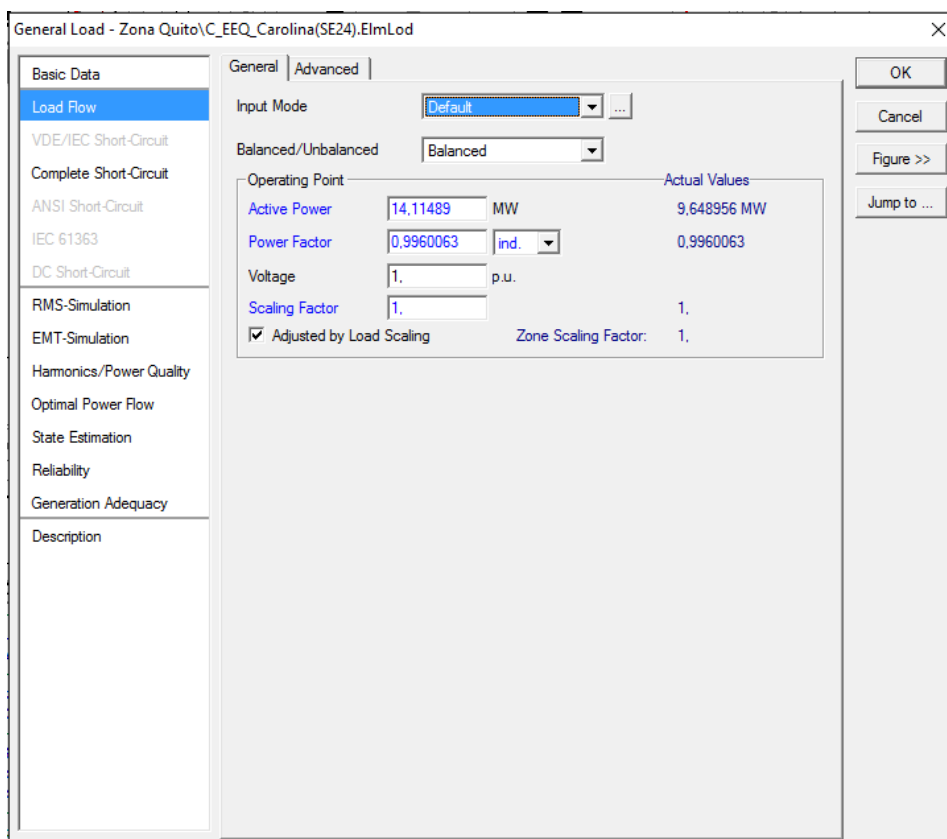 General Load - Zona Quito\C_EEQ_Carolina(SE24).ElmLod
Basic Data
Load Flow
VDE/IEC Short-Circuit
Complete Short-Circuit
ANSI Short-Circuit
IEC 61363
DC Short-Circuit
RMS-Simulation
EMT-Simulation
Harmonics/Power Quality
Optimal Power Flow
State Estimation
Reliability
Generation Adequacy
Description
General Advanced
Input Mode Default ...
Balanced/Unbalanced Balanced
Operating Point Actual Values
Active Power 14,11489 MW 9,648956 MW
Power Factor 0,9960063 ind. 0,9960063
Voltage 1, p.u.
Scaling Factor 1, 1,
Adjusted by Load Scaling Zone Scaling Factor: 1,
OK
Cancel
Figure >>
Jump to ...